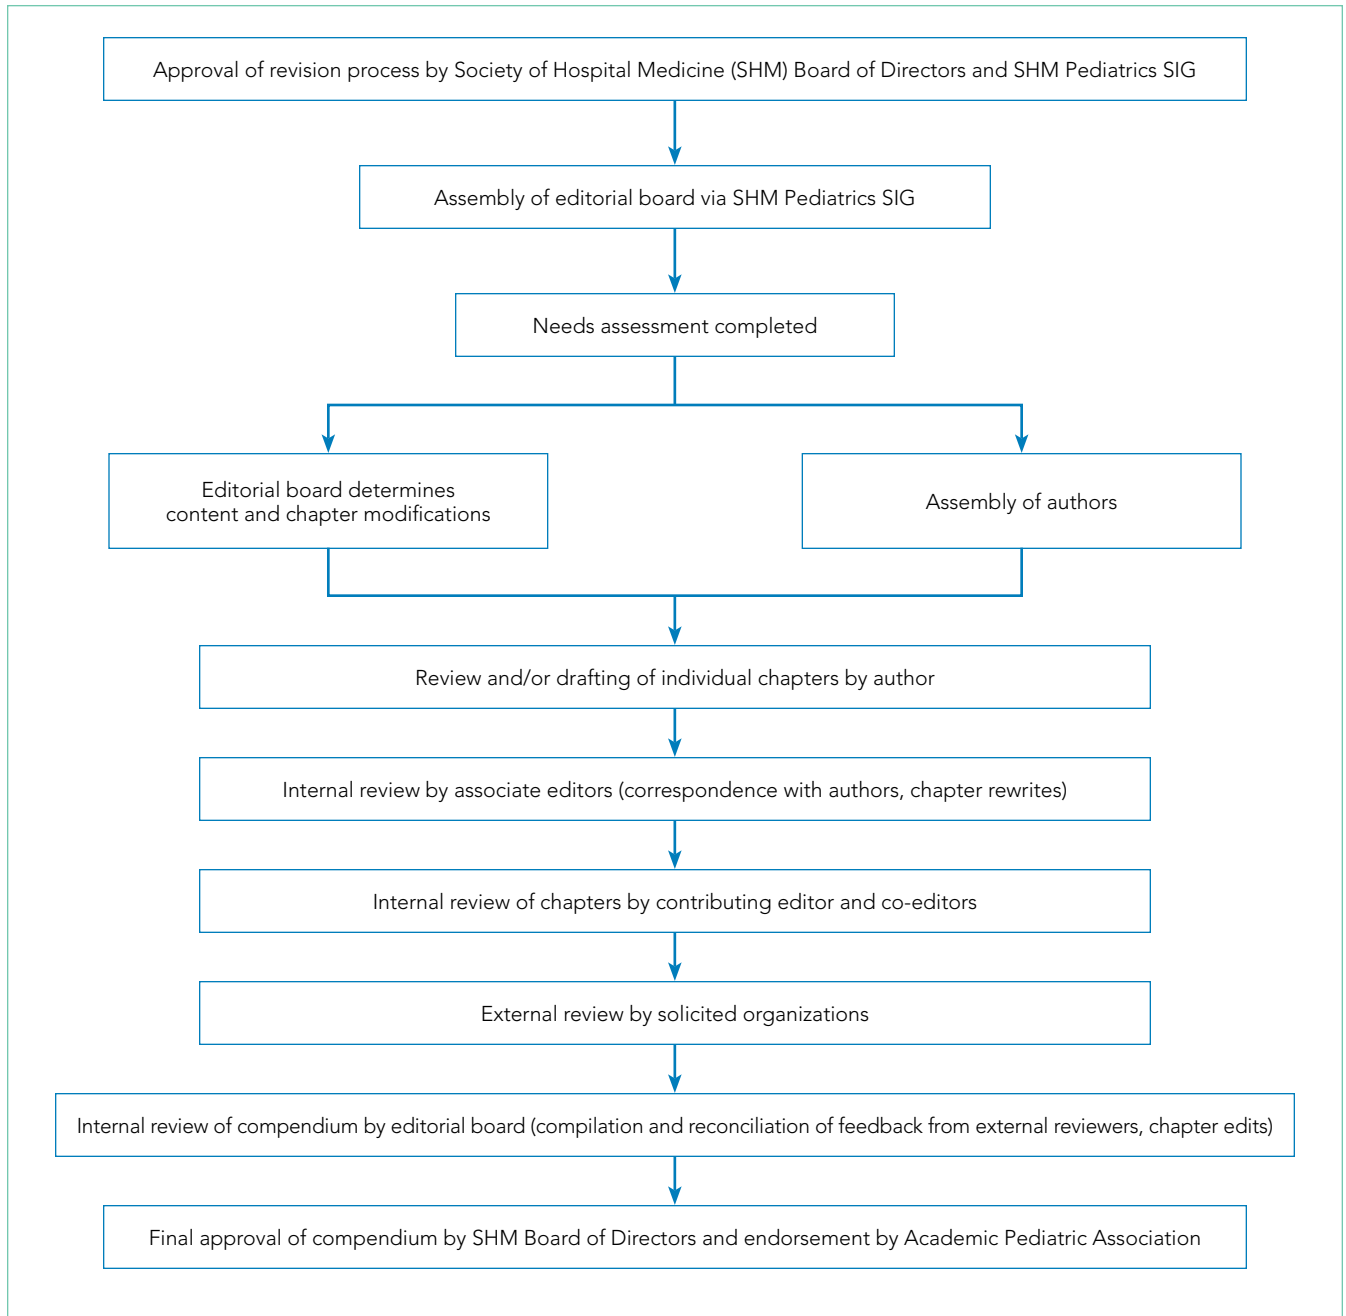 Approval of revision process by Society of Hospital Medicine (SHM) Board of Directors and SHM Pediatrics SIG
Assembly of editorial board via SHM Pediatrics SIG
Needs assessment completed
Editorial board determines
content and chapter modifications
Assembly of authors
Review and/or drafting of individual chapters by author
Internal review by associate editors (correspondence with authors, chapter rewrites)
Internal review of chapters by contributing editor and co-editors
External review by solicited organizations
Internal review of compendium by editorial board (compilation and reconciliation of feedback from external reviewers, chapter edits)
Final approval of compendium by SHM Board of Directors and endorsement by Academic Pediatric Association